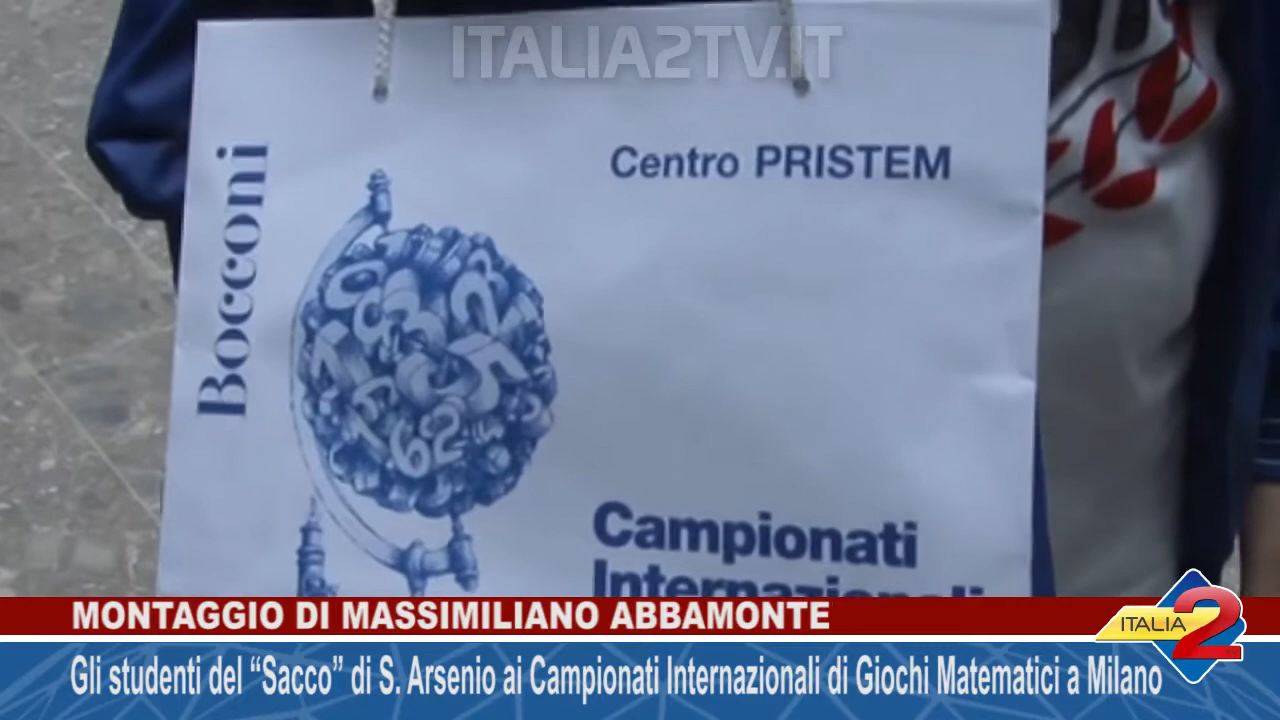 ITALIA2TV.IT
Centro PRISTEM
Bocconi
Campionati
Internazionali
MONTAGGIO DI MASSIMILIANO ABBAMONTE
ITALIA 2
Gli studenti del “Sacco” di S. Arsenio ai Campionati Internazionali di Giochi Matematici a Milano